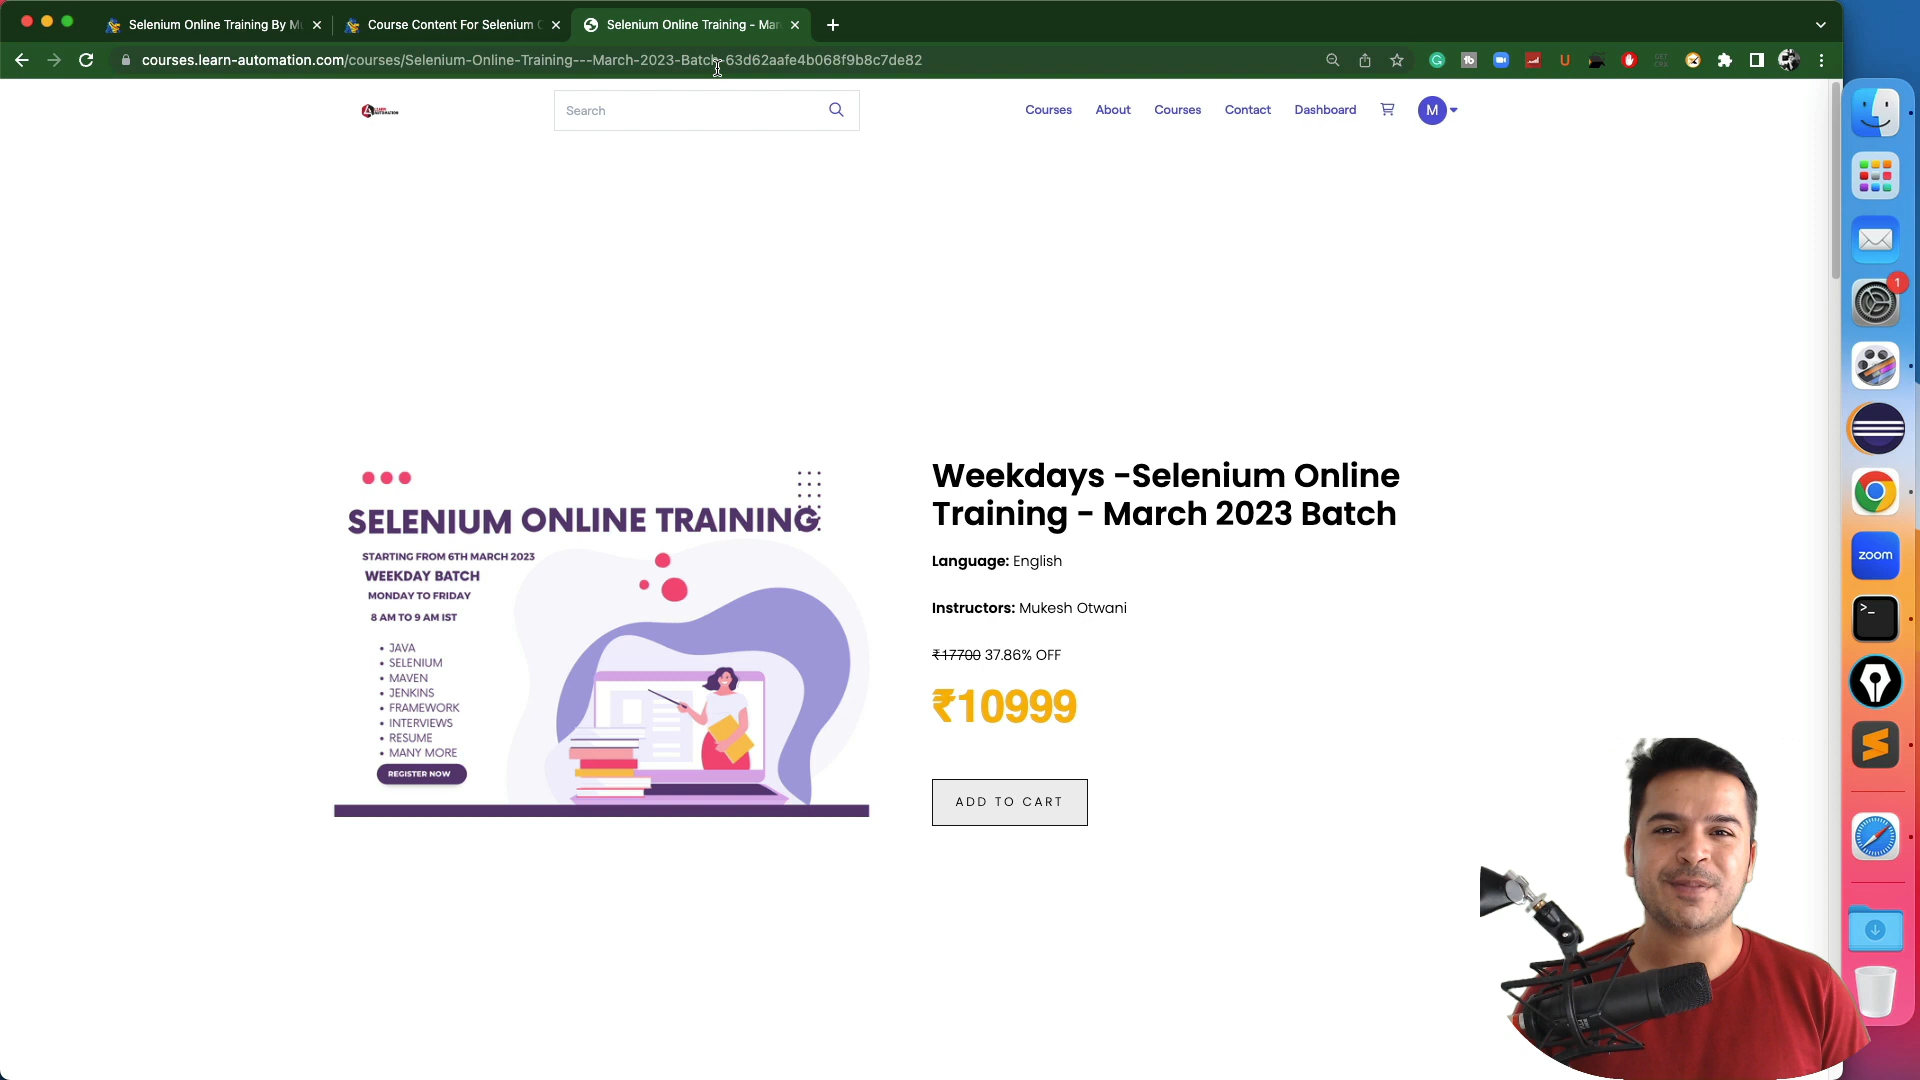 Selenium Online Training By Mu
Course Content For Selenium C
Selenium Online Training - Mar
courses.learn-automation.com/courses/Selenium-Online-Training---March-2023-Batch-63d62aafe4b068f9b8c7de82
LEARN AUTOMATION
Search
Courses
About
Courses
Contact
Dashboard
M
1
SELENIUM ONLINE TRAINING
STARTING FROM 6TH MARCH 2023
WEEKDAY BATCH
MONDAY TO FRIDAY
8 AM TO 9 AM IST
• JAVA
• SELENIUM
• MAVEN
• JENKINS
• FRAMEWORK
• INTERVIEWS
• RESUME
• MANY MORE
REGISTER NOW
Weekdays -Selenium Online
Training - March 2023 Batch
Language: English
Instructors: Mukesh Otwani
₹17700 37.86% OFF
₹10999
ADD TO CART
zoom